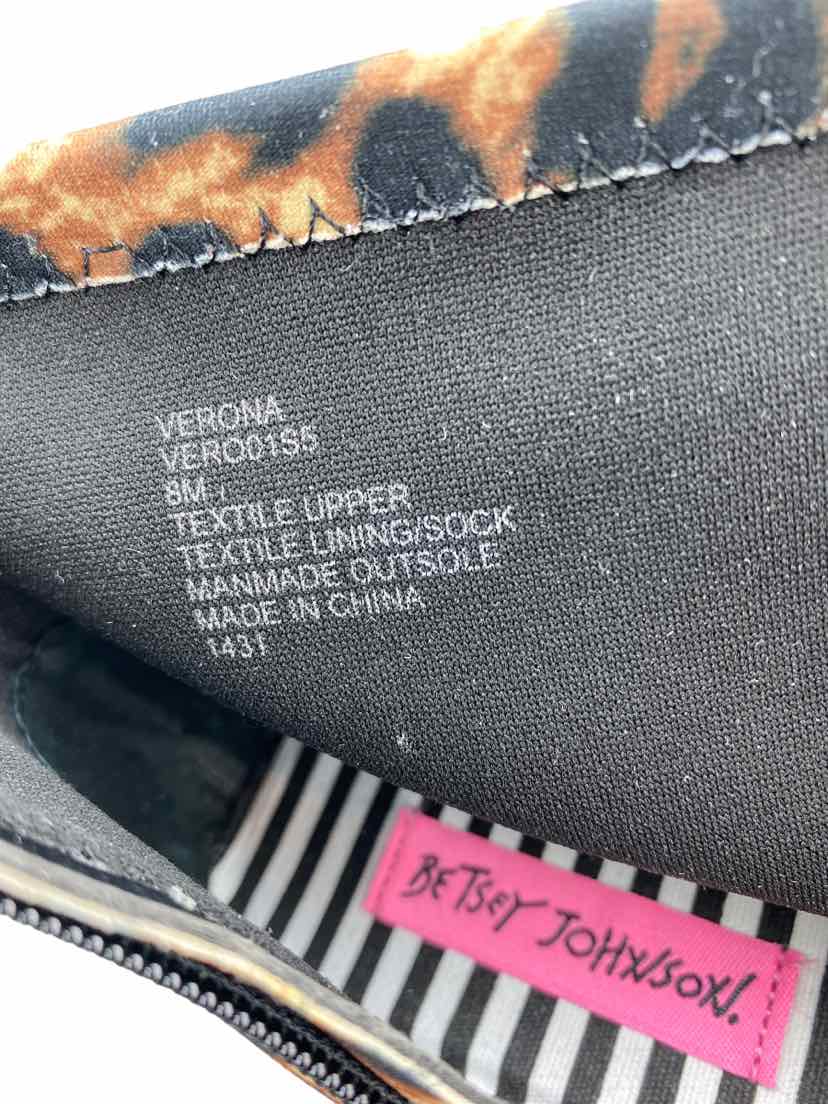 VERONA
VERO01S5
8M
TEXTILE UPPER
TEXTILE LINING/SOCK
MANMADE OUTSOLE
MADE IN CHINA
1431
BETSEY JOHNSON!